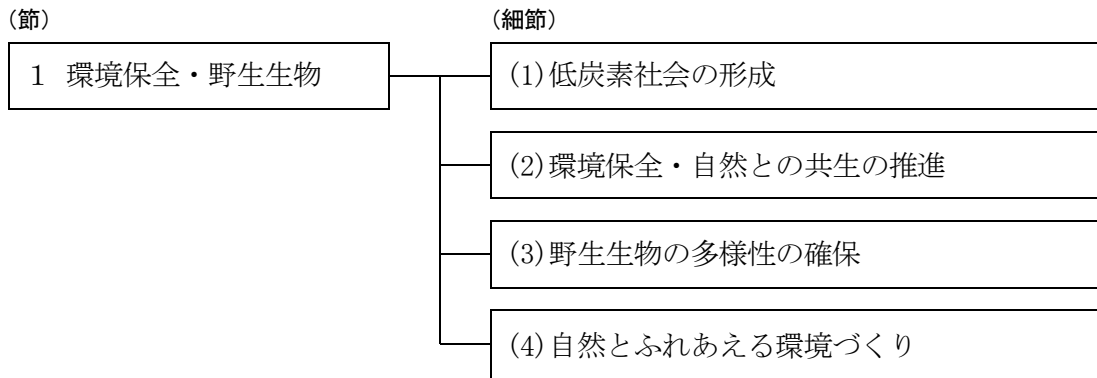 （節）
（細節）
１ 環境保全・野生生物
(1)低炭素社会の形成
(2)環境保全・自然との共生の推進
(3)野生生物の多様性の確保
(4)自然とふれあえる環境づくり